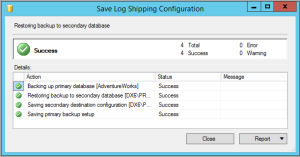 Save Log Shipping Configuration
Restoring backup to secondary database
Success
4 Total 0 Error
4 Success 0 Warning
Details:
Action Status Message
Backing up primary database [AdventureWorks] Success
Restoring backup to secondary database [DXE\PR... Success
Saving secondary destination configuration [DXE\PR... Success
Saving primary backup setup Success
Close Report